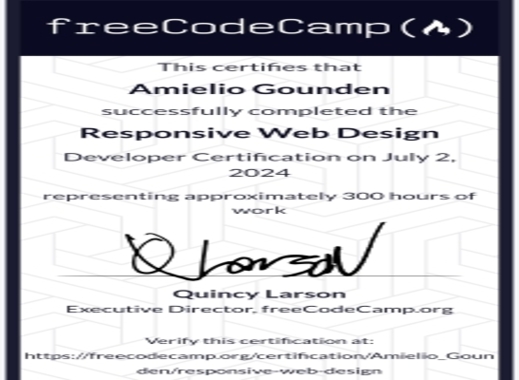 freeCodeCamp(🔥)
This certifies that
Amielio Gounden
successfully completed the
Responsive Web Design
Developer Certification on July 2,
2024
representing approximately 300 hours of
work
QLarson
Quincy Larson
Executive Director, freeCodeCamp.org
Verify this certification at:
https://freecodecamp.org/certification/Amielio_Goun
den/responsive-web-design